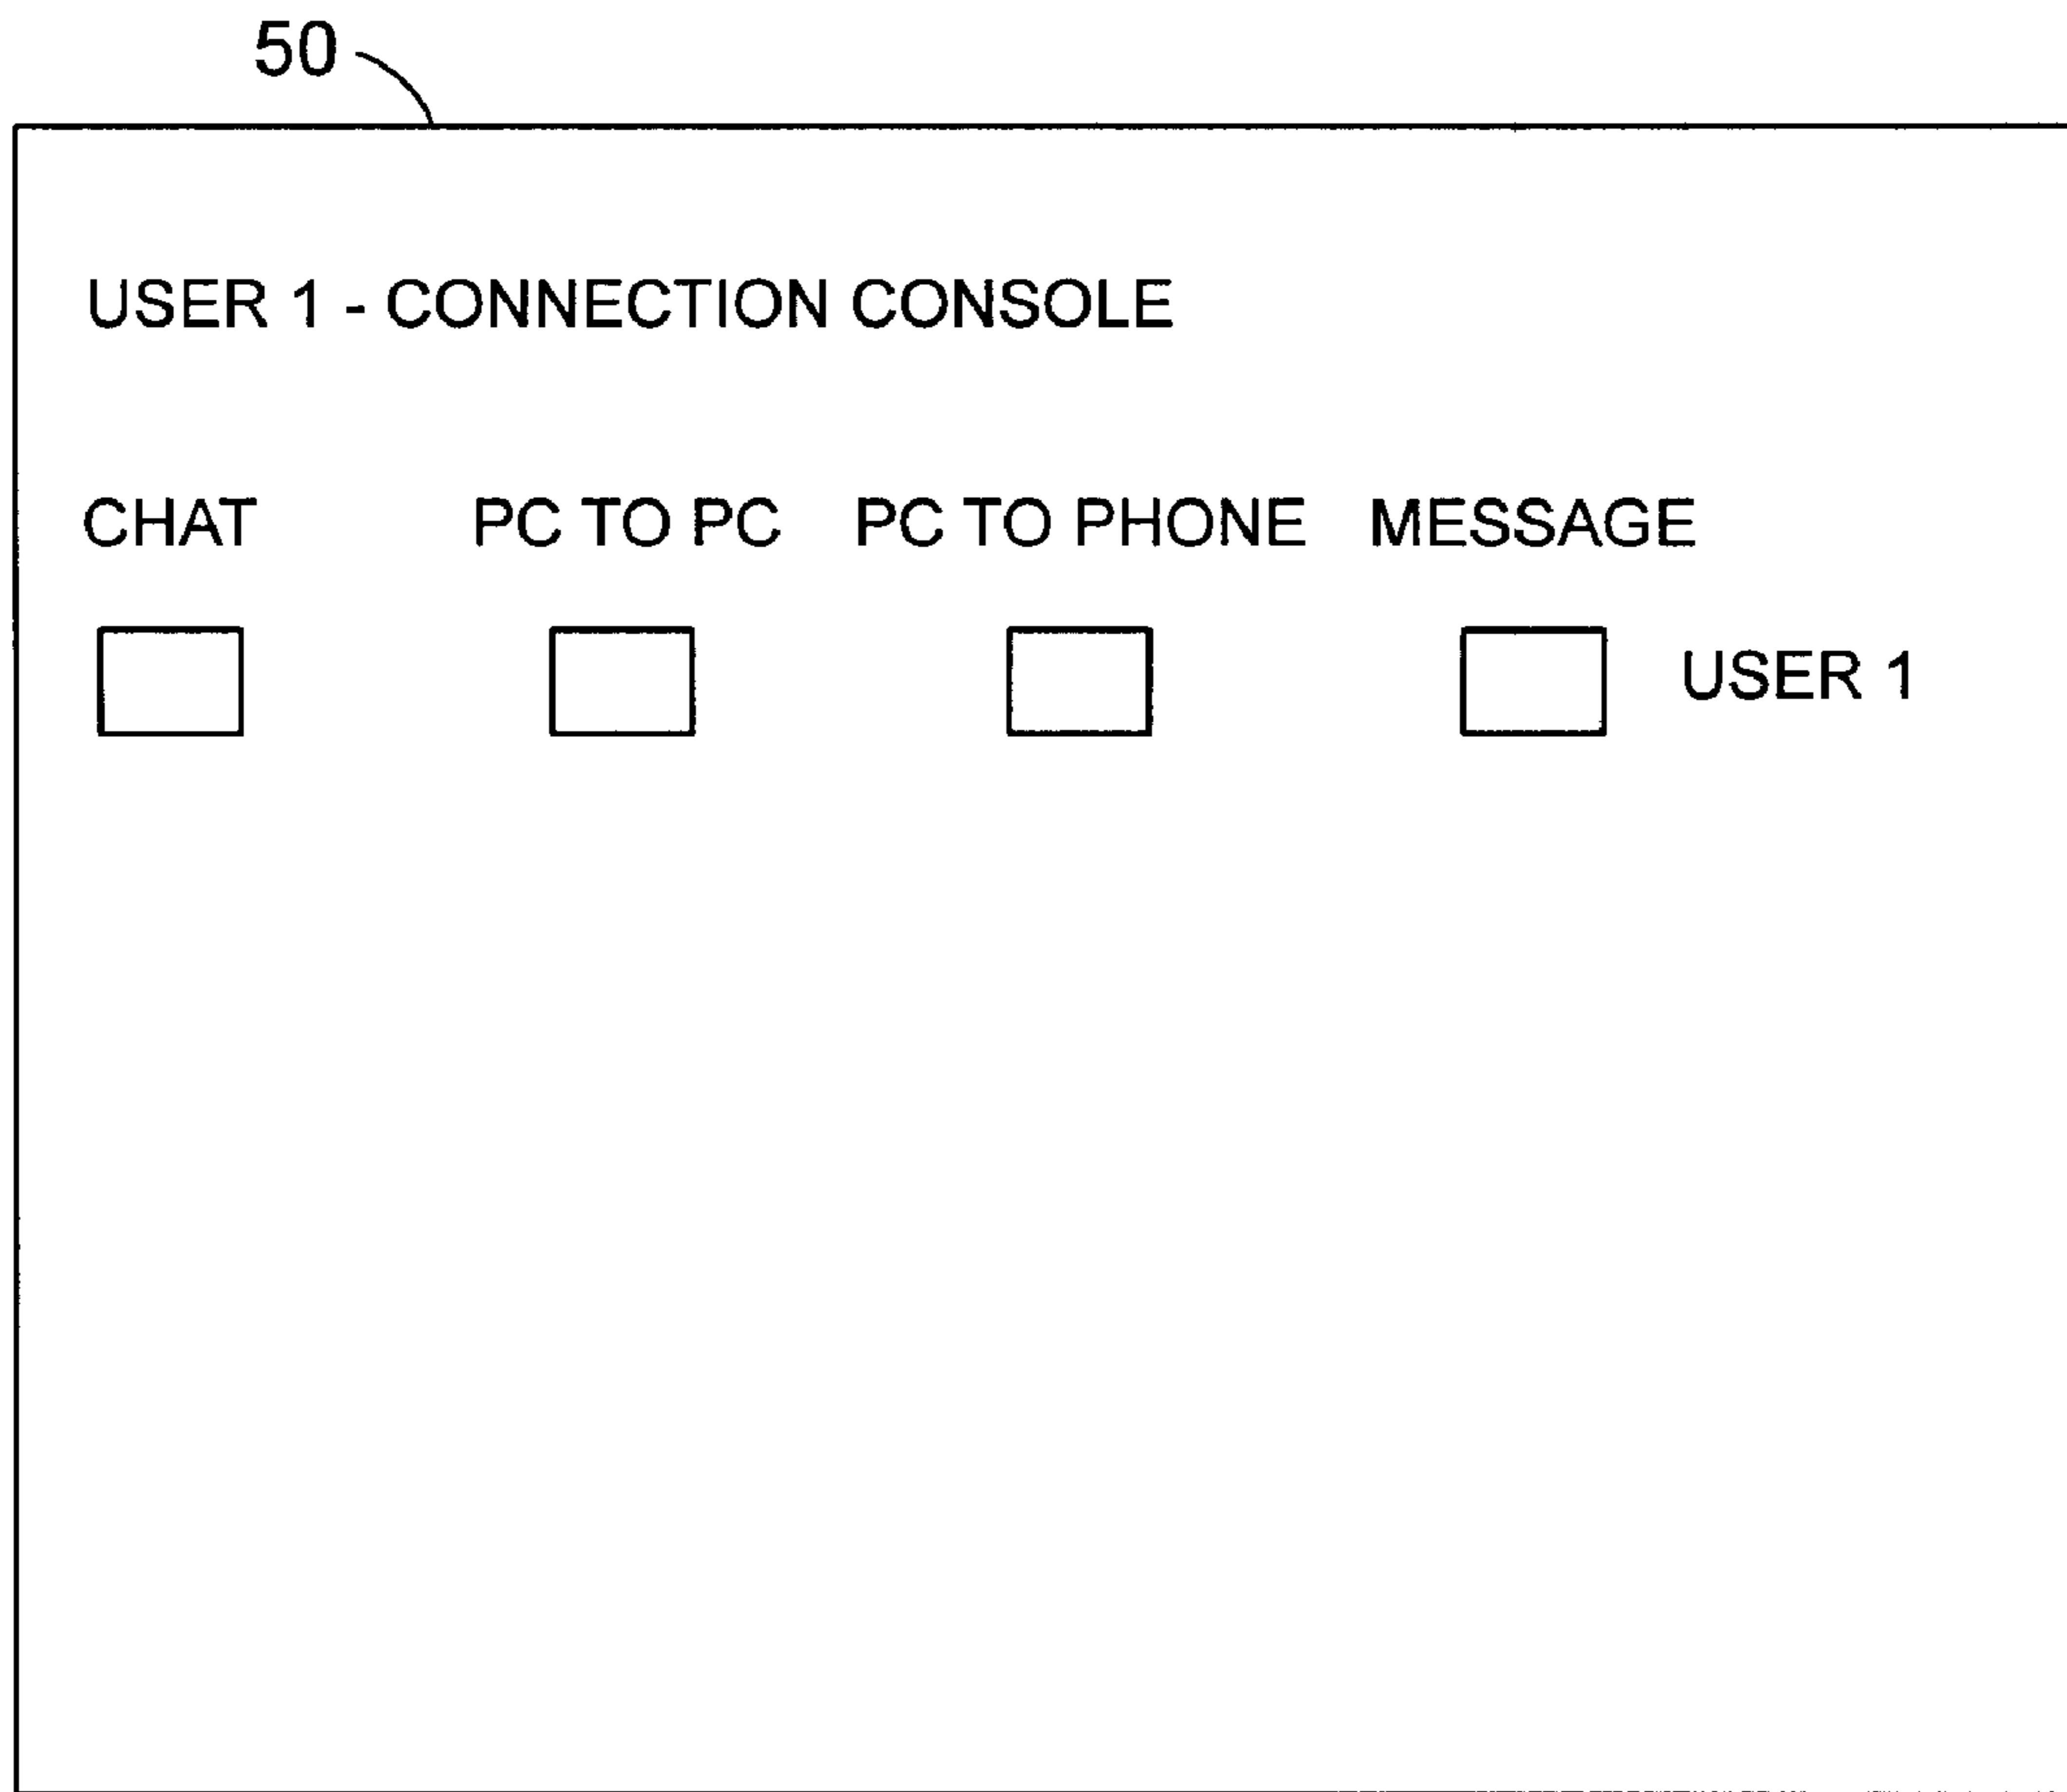 50
USER 1 - CONNECTION CONSOLE
CHAT PC TO PC PC TO PHONE MESSAGE
USER 1